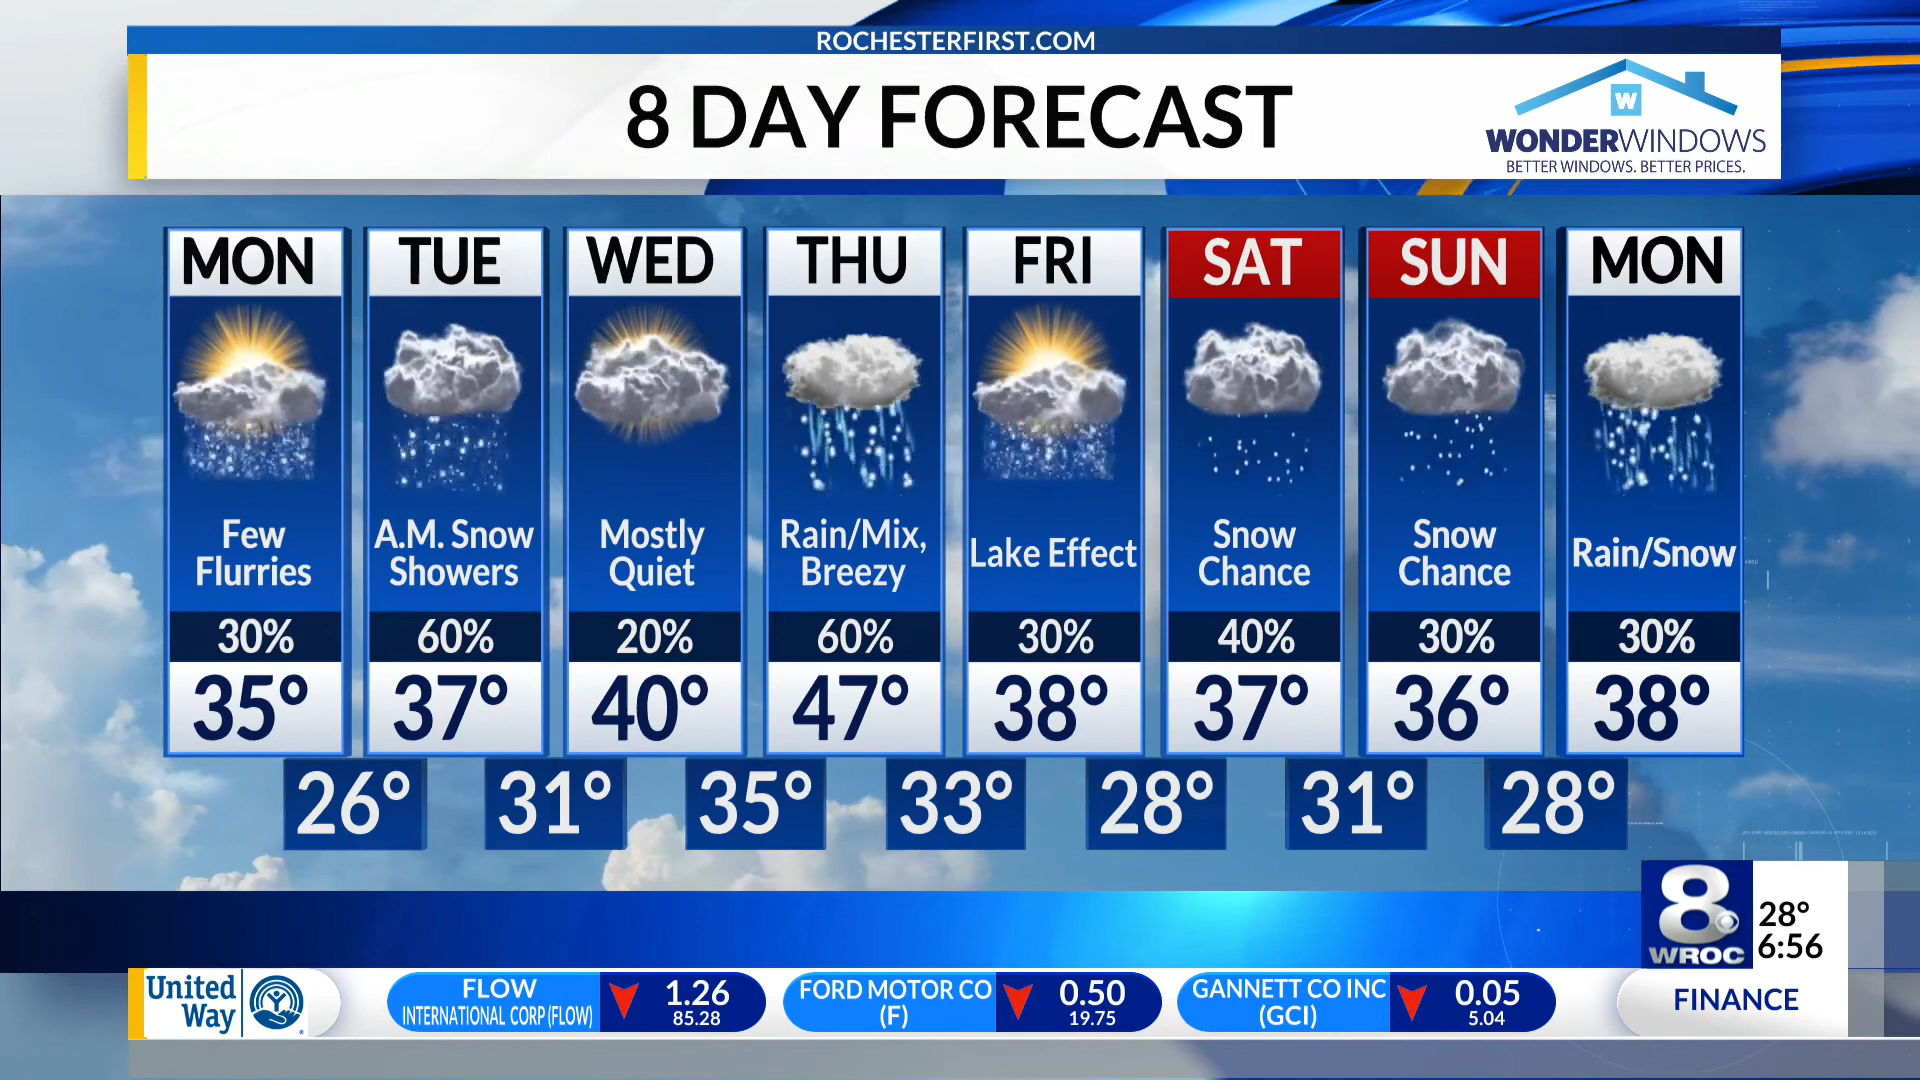 ROCHESTERFIRST.COM
8 DAY FORECAST
W
WONDERWINDOWS
BETTER WINDOWS. BETTER PRICES.
MON
TUE
WED
THU
FRI
SAT
SUN
MON
Few
Flurries
A.M. Snow
Showers
Mostly
Quiet
Rain/Mix,
Breezy
Lake Effect
Snow
Chance
Snow
Chance
Rain/Snow
30%
60%
20%
60%
30%
40%
30%
30%
35°
37°
40°
47°
38°
37°
36°
38°
26°
31°
35°
33°
28°
31°
28°
8
WROC
28°
6:56
United
Way
FLOW
INTERNATIONAL CORP (FLOW)
1.26
85.28
FORD MOTOR CO
(F)
0.50
19.75
GANNETT CO INC
(GCI)
0.05
5.04
FINANCE